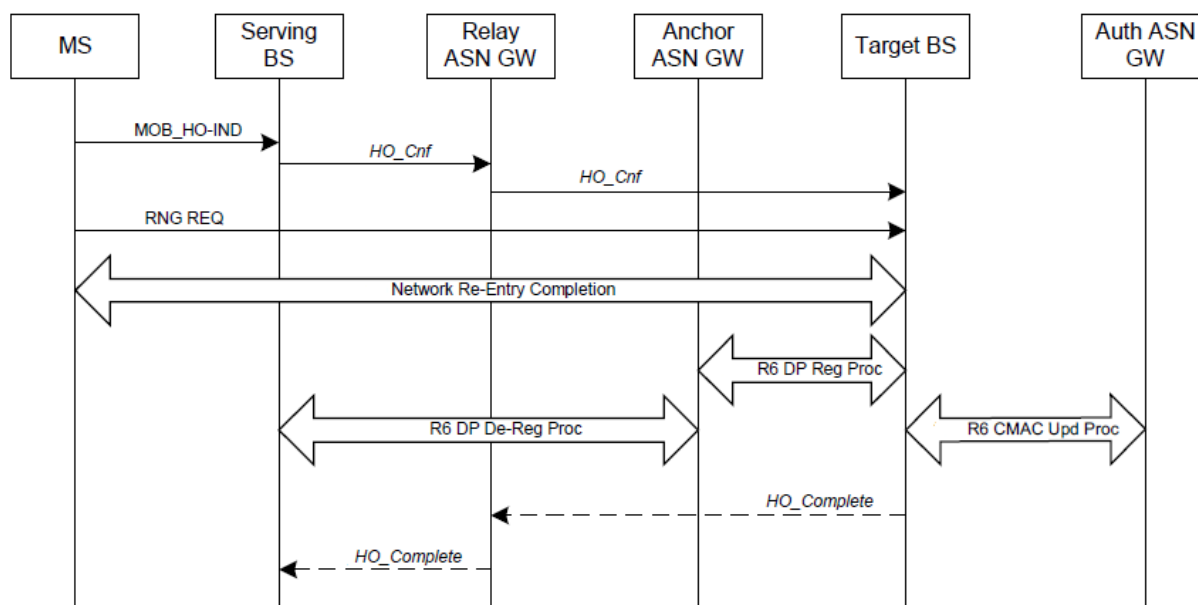 MS
Serving
BS
Relay
ASN GW
Anchor
ASN GW
Target BS
Auth ASN
GW
MOB_HO-IND
HO_Cnf
HO_Cnf
RNG REQ
Network Re-Entry Completion
R6 DP Reg Proc
R6 DP De-Reg Proc
R6 CMAC Upd Proc
HO_Complete
HO_Complete